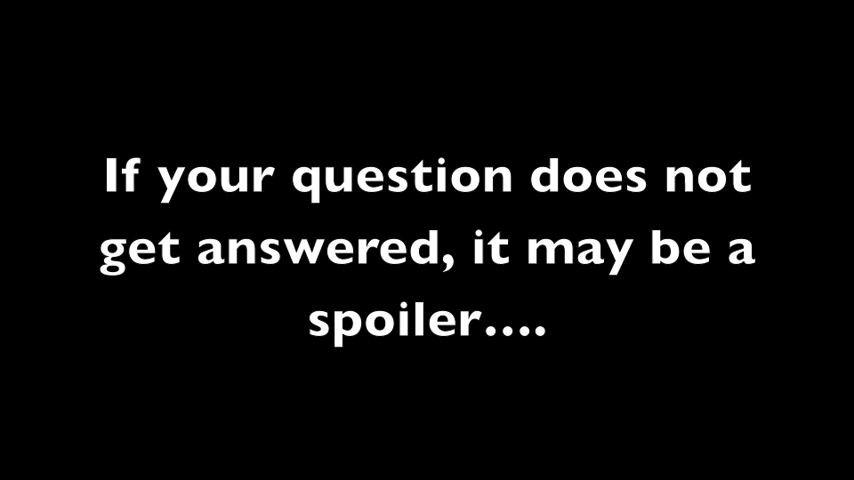 If your question does not
get answered, it may be a
spoiler....